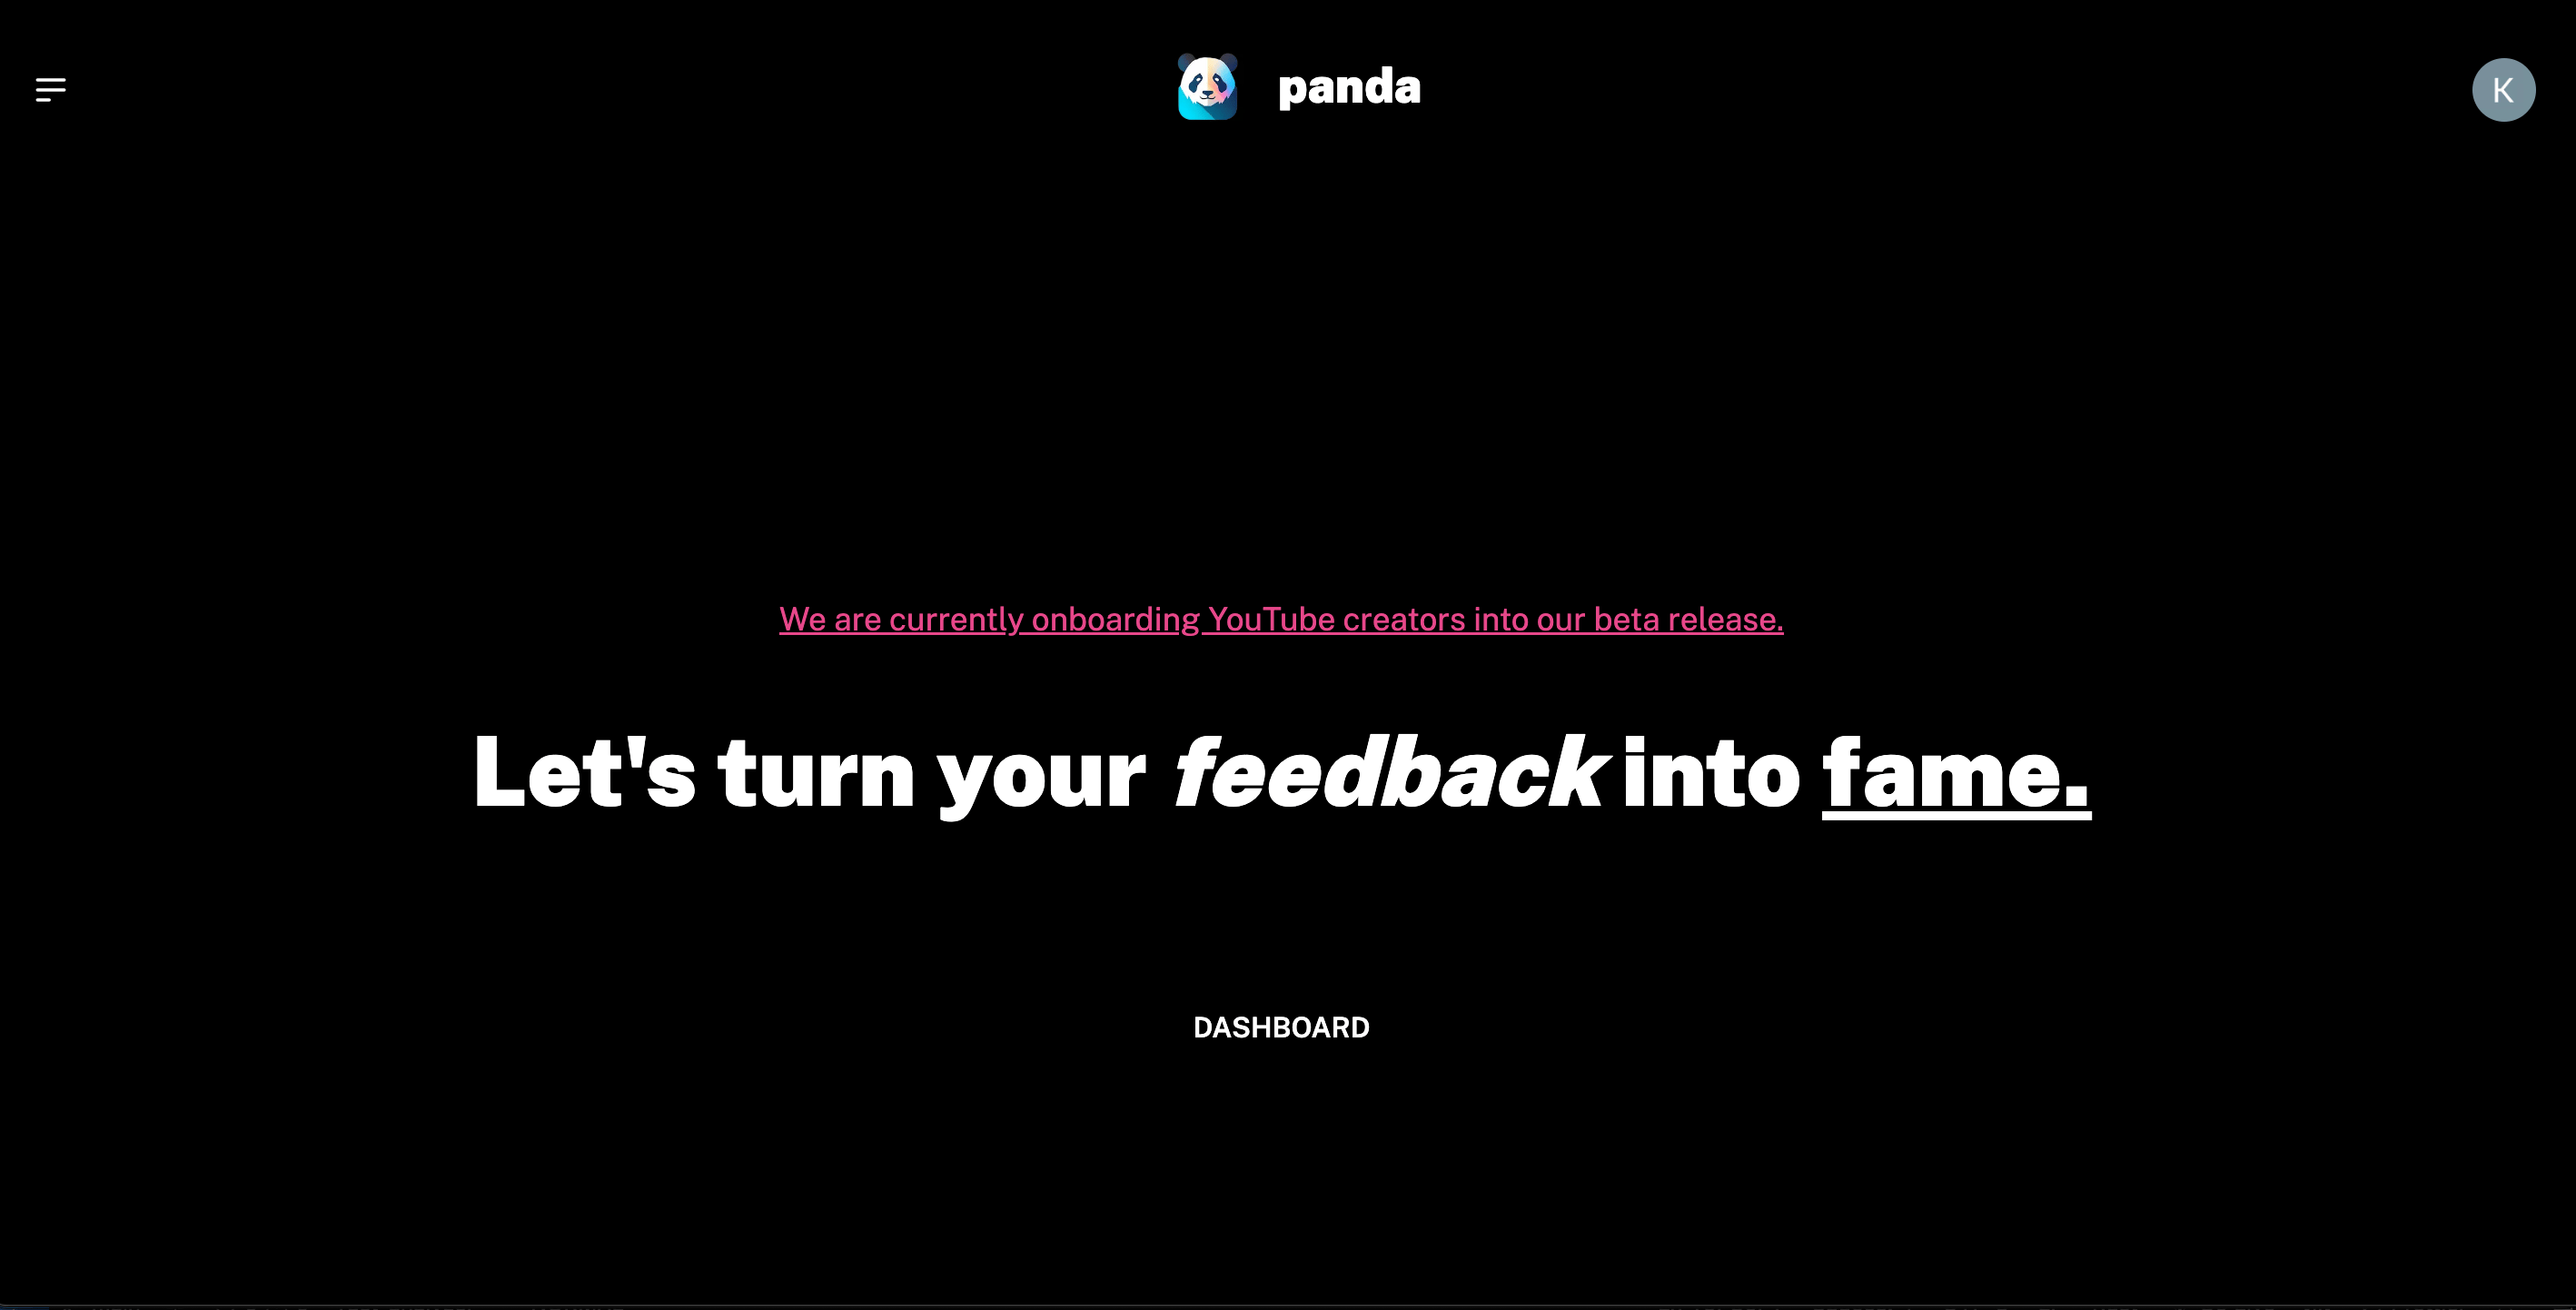 panda
K
We are currently onboarding YouTube creators into our beta release.
Let's turn your feedback into fame.
DASHBOARD